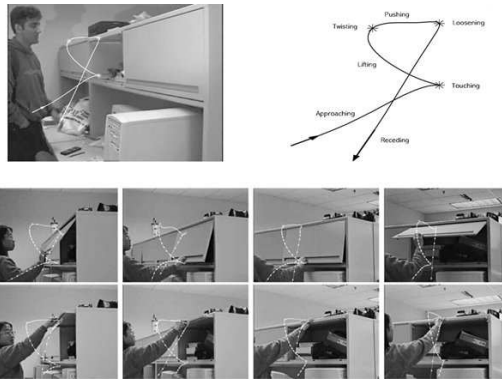 Pushing
Twisting
Loosening
Lifting
Touching
Approaching
Receding